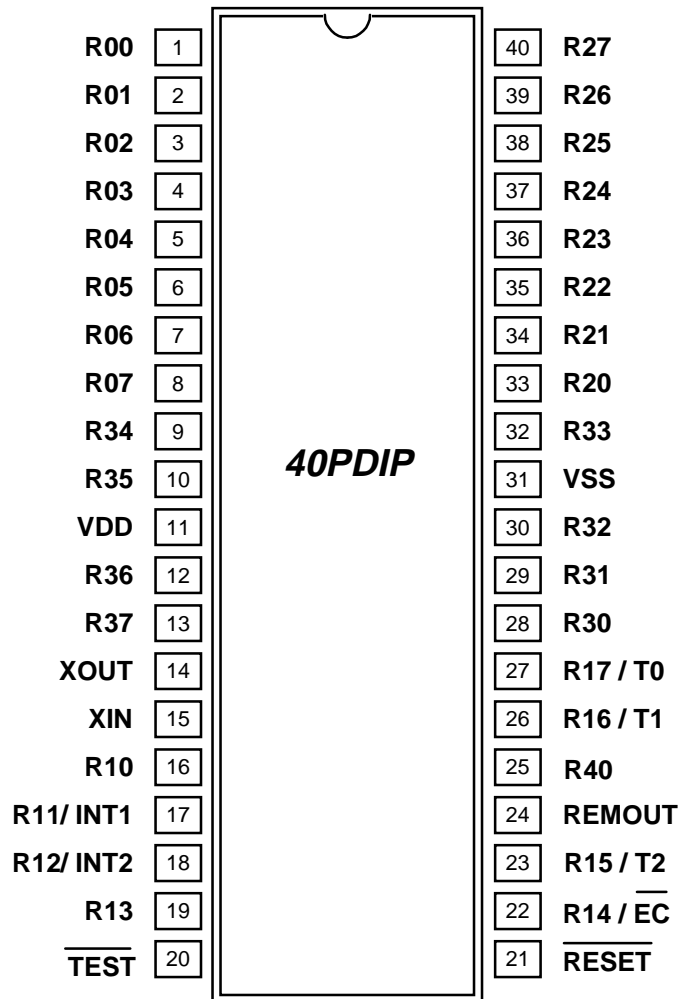 R00 1 40 R27
R01 2 39 R26
R02 3 38 R25
R03 4 37 R24
R04 5 36 R23
R05 6 35 R22
R06 7 34 R21
R07 8 33 R20
R34 9 32 R33
R35 10 40PDIP 31 VSS
VDD 11 30 R32
R36 12 29 R31
R37 13 28 R30
XOUT 14 27 R17 / T0
XIN 15 26 R16 / T1
R10 16 25 R40
R11/ INT1 17 24 REMOUT
R12/ INT2 18 23 R15 / T2
R13 19 22 R14 / E̅C̅
T̅E̅S̅T̅ 20 21 R̅E̅S̅E̅T̅